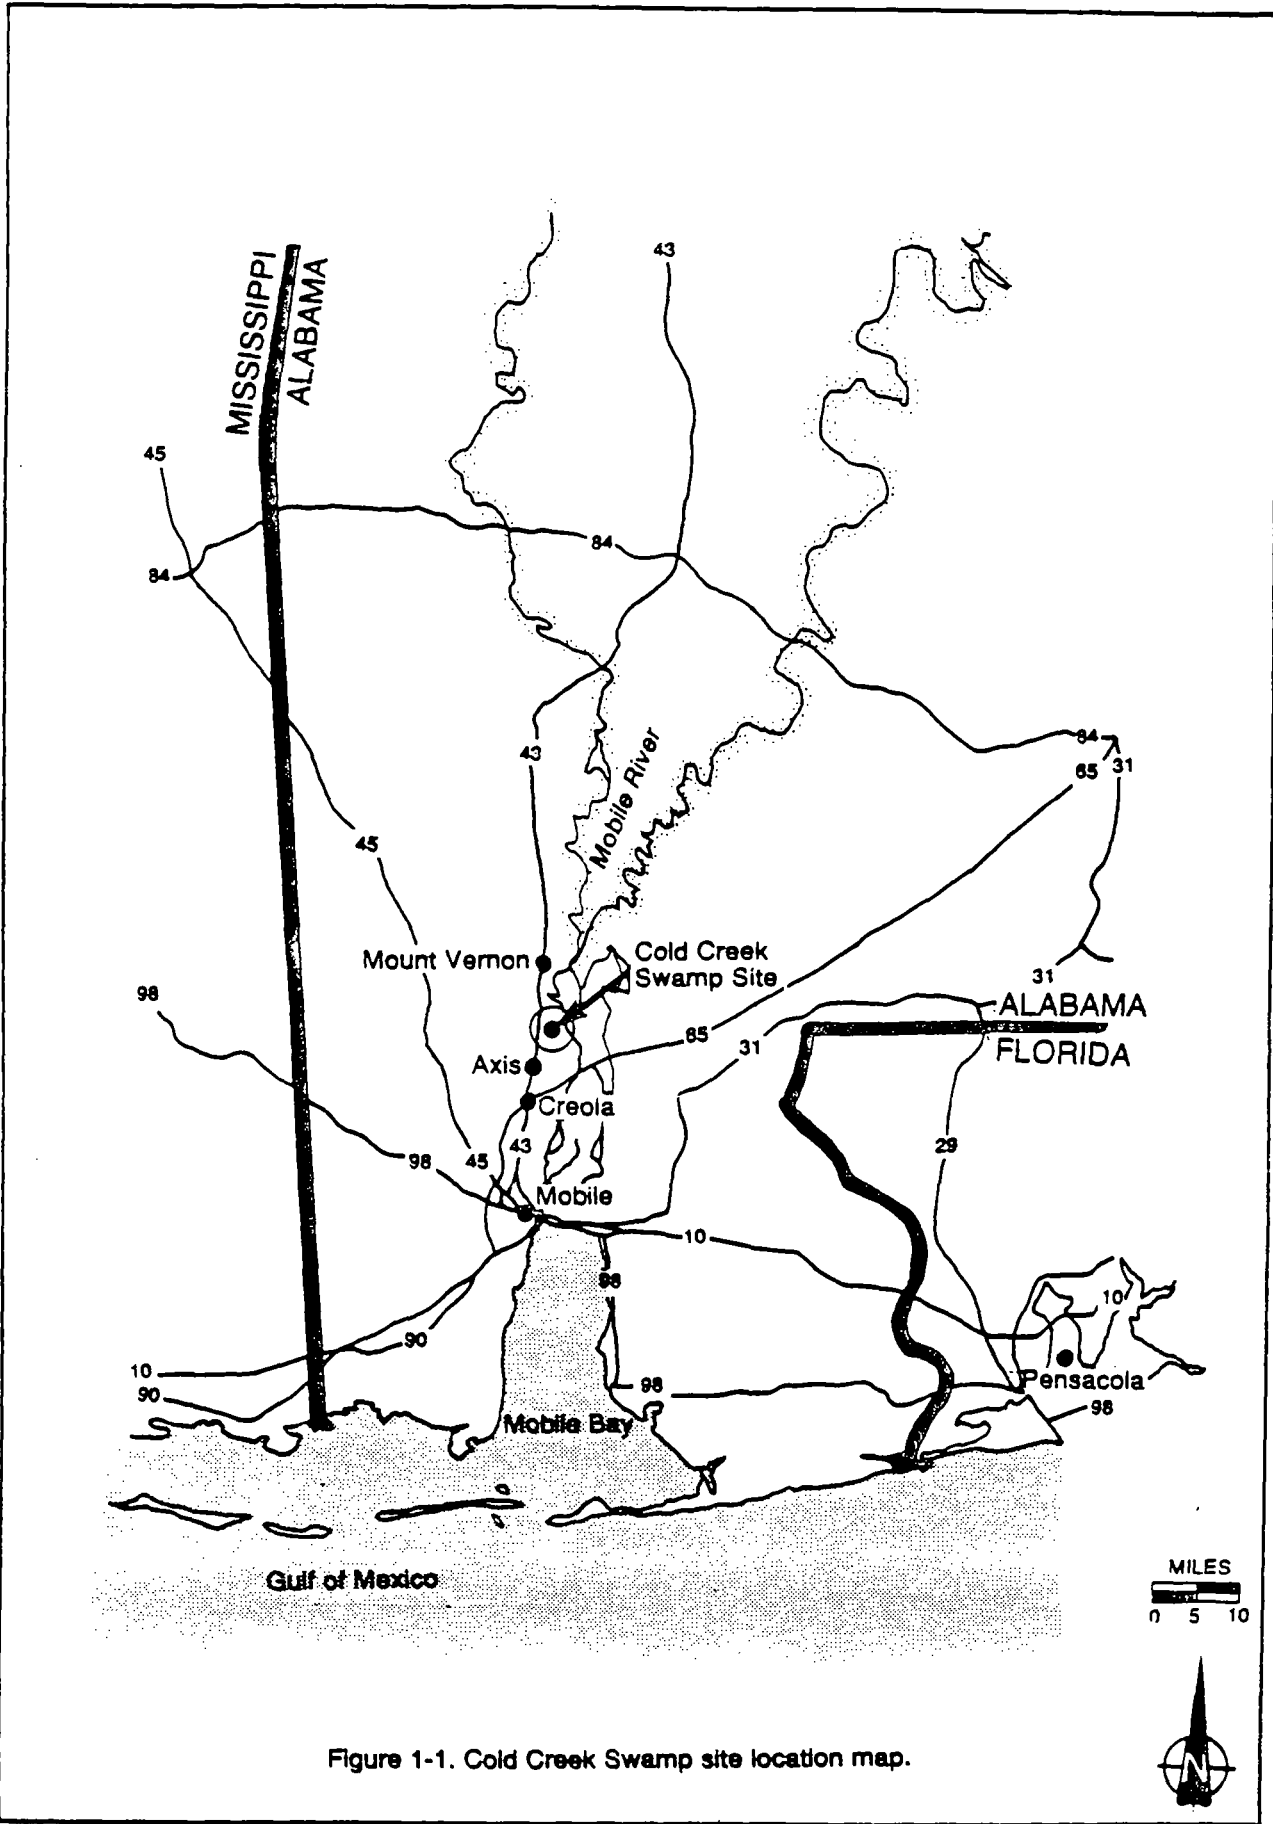 43
MISSISSIPPI
ALABAMA
45
84
84
43
Mobile River
84
65 31
45
Mount Vernon
Cold Creek
Swamp Site
98
31
ALABAMA
FLORIDA
65
31
Axis
Creola
43
29
98
45
Mobile
10
98
10
90
10
90
98
Pensacola
98
Mobile Bay
Gulf of Mexico
MILES
0 5 10
N
Figure 1-1. Cold Creek Swamp site location map.